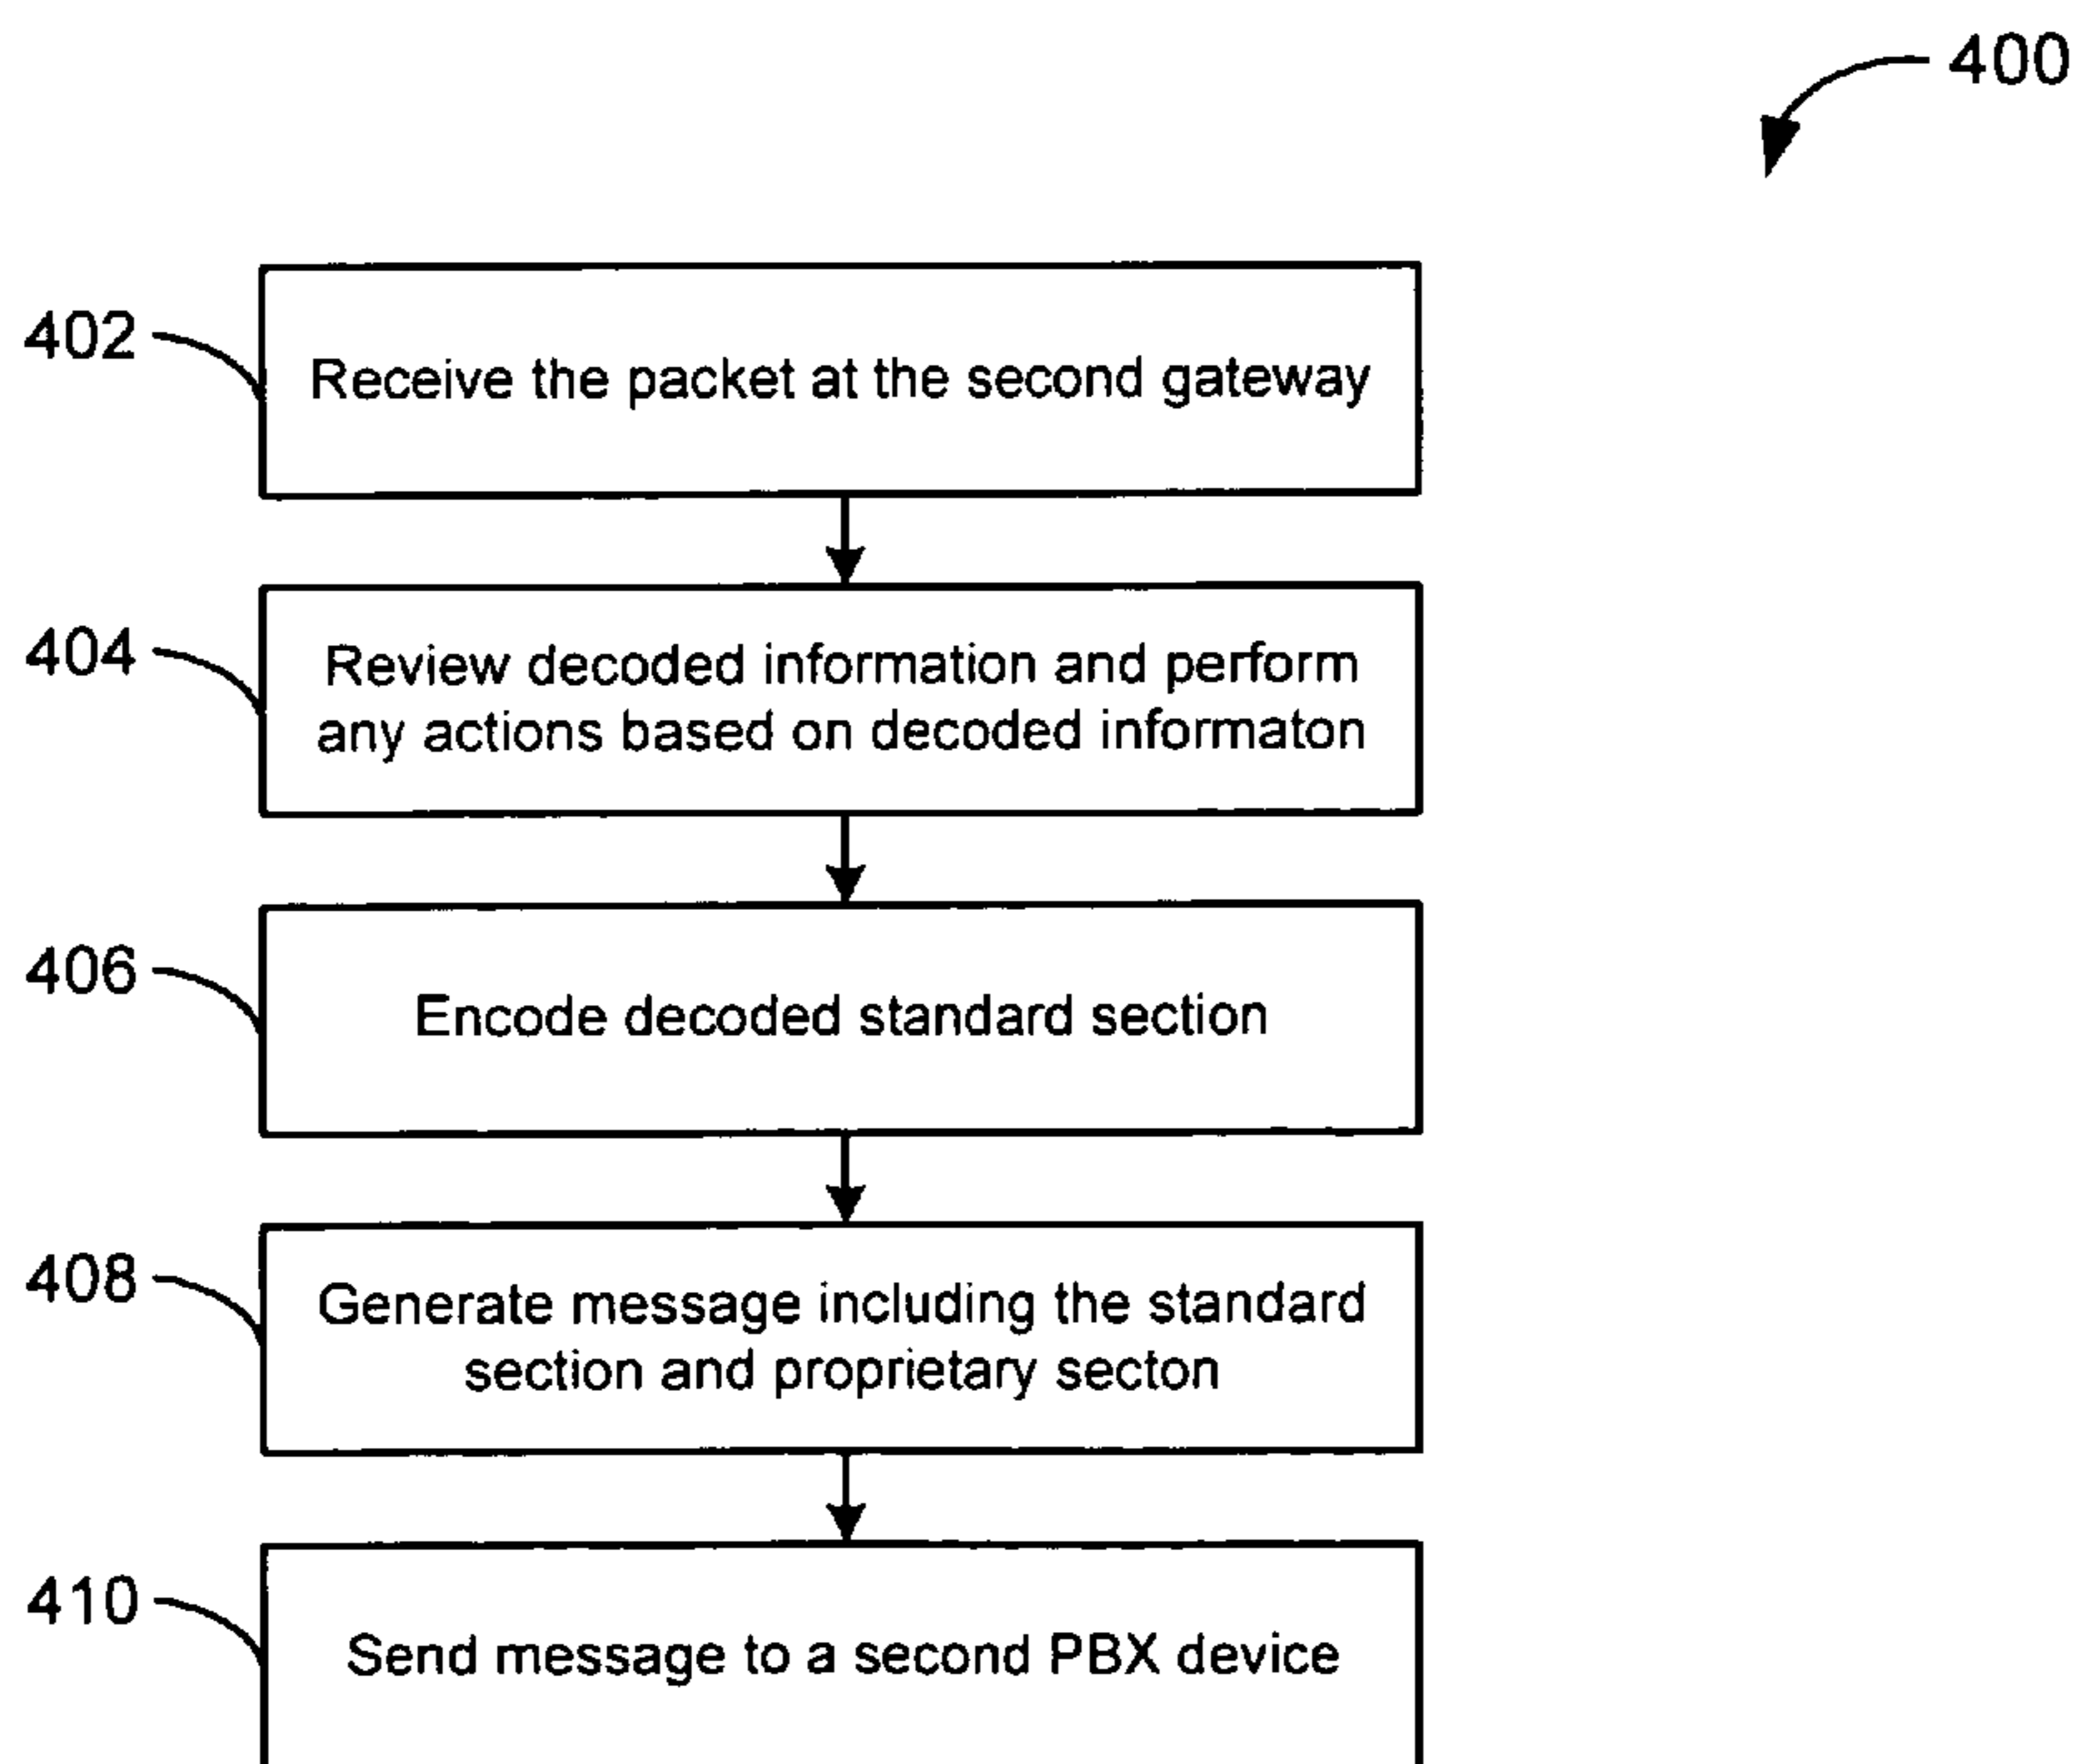 400
402
Receive the packet at the second gateway
404
Review decoded information and perform
any actions based on decoded informaton
406
Encode decoded standard section
408
Generate message including the standard
section and proprietary secton
410
Send message to a second PBX device